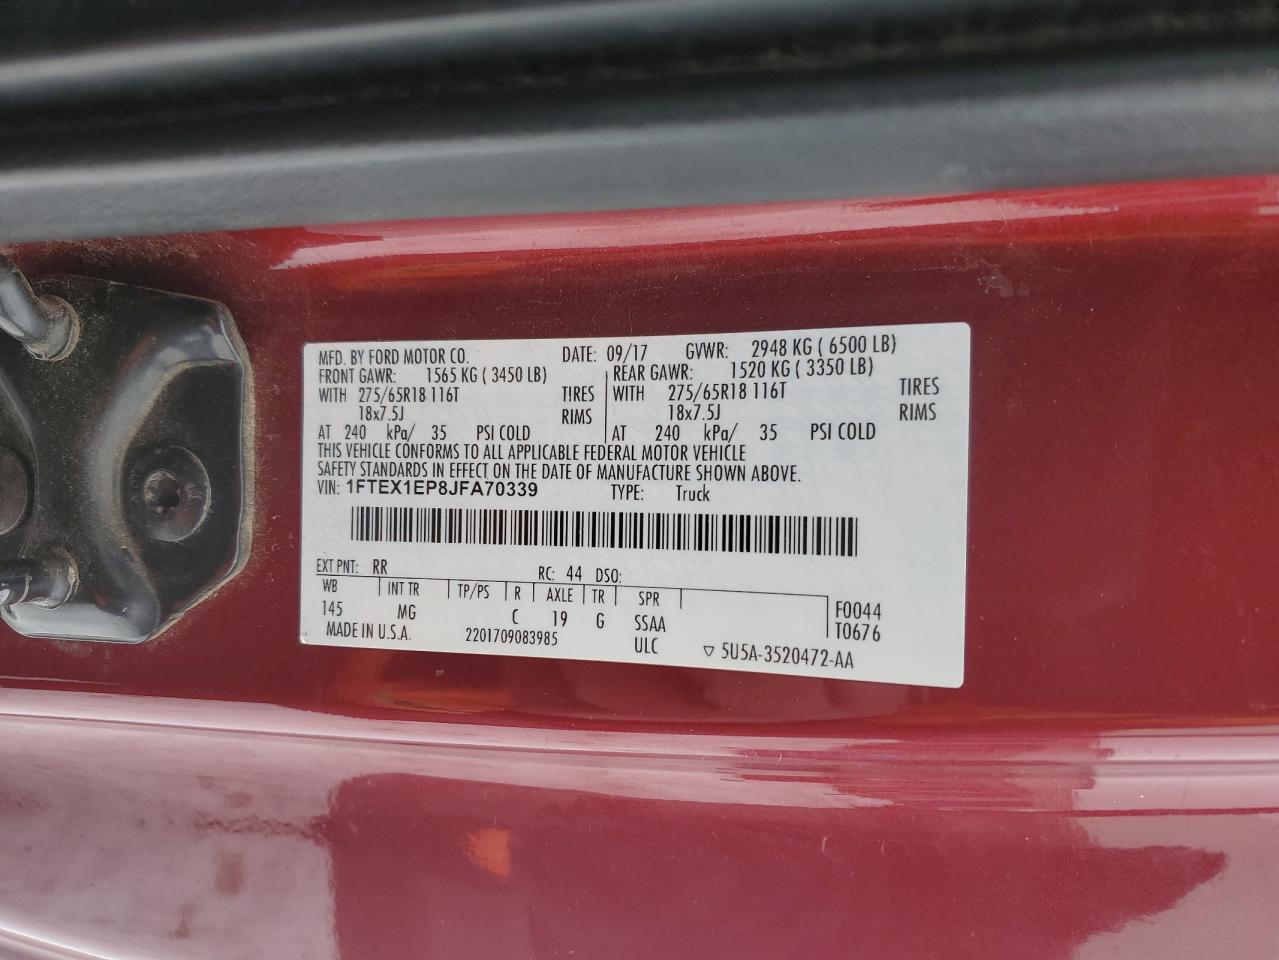 MFD. BY FORD MOTOR CO. DATE: 09/17 GVWR: 2948 KG ( 6500 LB)
FRONT GAWR: 1565 KG ( 3450 LB) REAR GAWR: 1520 KG ( 3350 LB)
WITH 275/65R18 116T TIRES WITH 275/65R18 116T TIRES
18x7.5J RIMS 18x7.5J RIMS
AT 240 kPa/ 35 PSI COLD AT 240 kPa/ 35 PSI COLD
THIS VEHICLE CONFORMS TO ALL APPLICABLE FEDERAL MOTOR VEHICLE
SAFETY STANDARDS IN EFFECT ON THE DATE OF MANUFACTURE SHOWN ABOVE.
VIN: 1FTEX1EP8JFA70339 TYPE: Truck
EXT PNT: RR RC: 44 DSO:
WB INT TR TP/PS R AXLE TR SPR F0044
145 MG C 19 G SSAA T0676
MADE IN U.S.A. 2201709083985 ULC ▽ 5U5A-3520472-AA